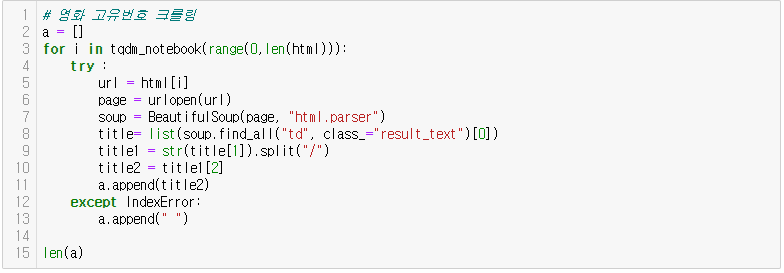 1 # 영화 고유번호 크롤링
2 a = []
3 for i in tqdm_notebook(range(0,len(html))):
4     try :
5         url = html[i]
6         page = urlopen(url)
7         soup = BeautifulSoup(page, "html.parser")
8         title= list(soup.find_all("td", class_="result_text")[0])
9         title1 = str(title[1]).split("/")
10         title2 = title1[2]
11         a.append(title2)
12     except IndexError:
13         a.append(" ")
14
15 len(a)